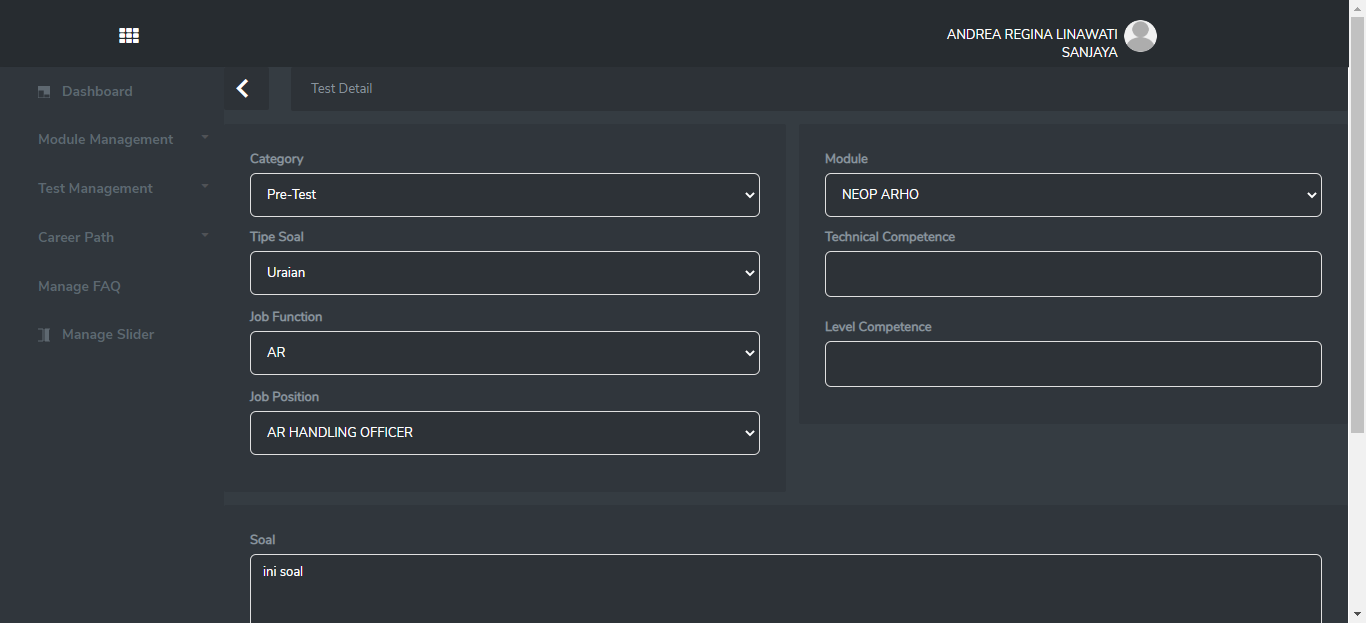 ANDREA REGINA LINAWATI
SANJAYA
Dashboard
Module Management
Test Management
Career Path
Manage FAQ
Manage Slider
Test Detail
Category
Pre-Test
Tipe Soal
Uraian
Job Function
AR
Job Position
AR HANDLING OFFICER
Module
NEOP ARHO
Technical Competence
Level Competence
Soal
ini soal